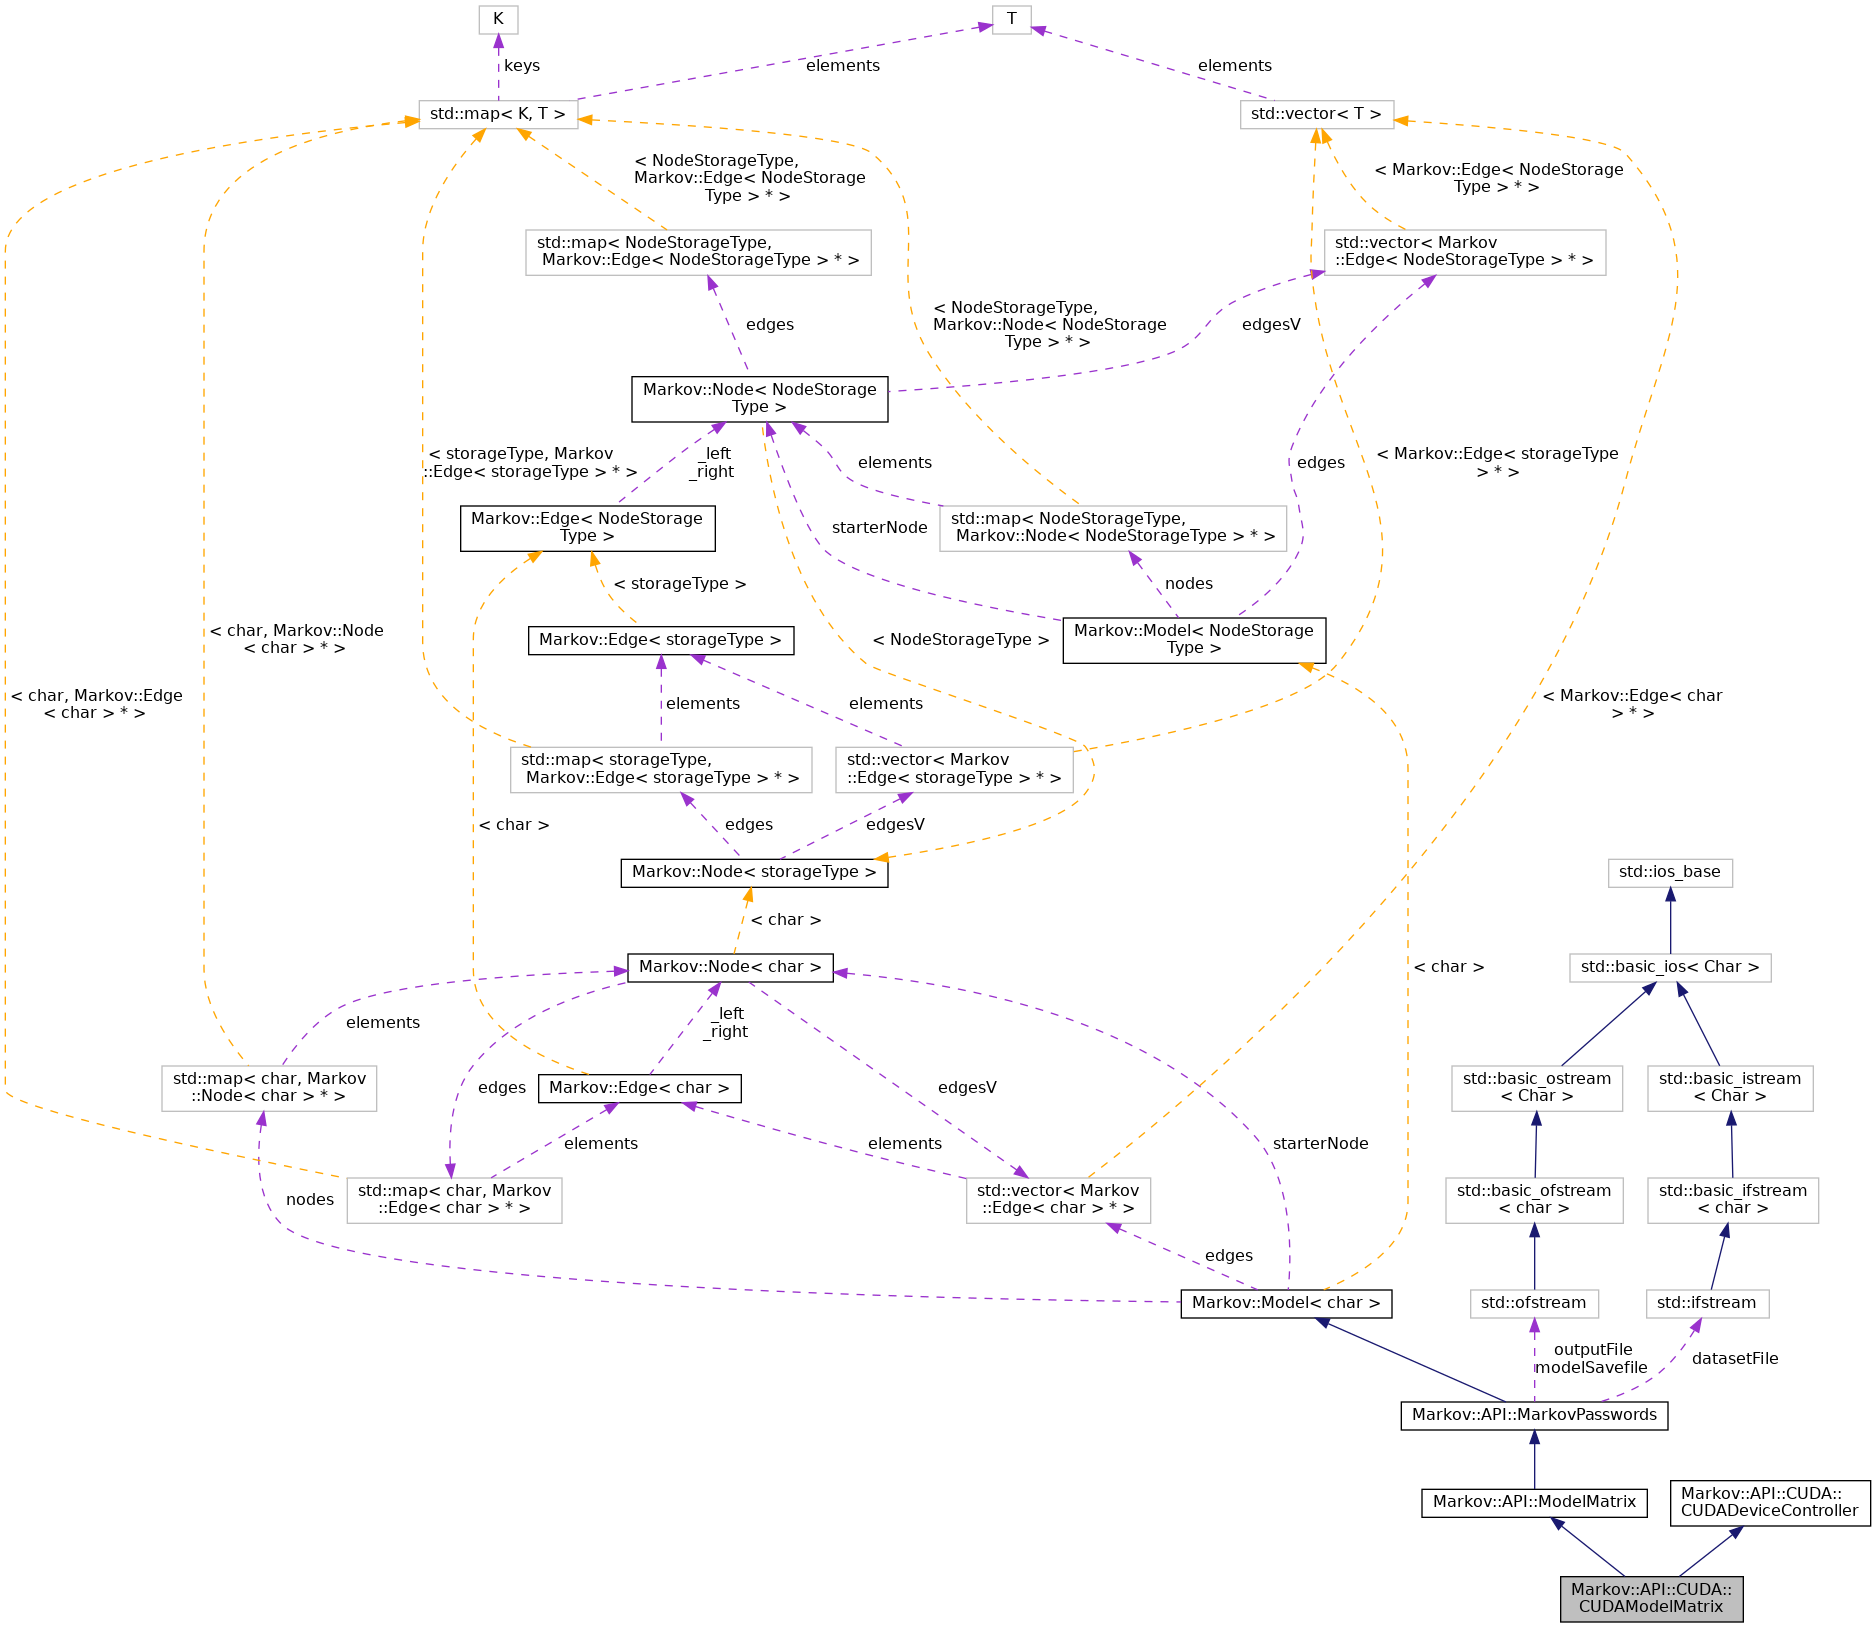 K
T
keys
elements
elements
std::map< K, T >
std::vector< T >
< NodeStorageType,
Markov::Edge< NodeStorage
Type > * >
< Markov::Edge< NodeStorage
Type > * >
std::map< NodeStorageType,
Markov::Edge< NodeStorageType > * >
std::vector< Markov
::Edge< NodeStorageType > * >
< NodeStorageType,
Markov::Node< NodeStorage
Type > * >
edges
edgesV
Markov::Node< NodeStorage
Type >
< storageType, Markov
::Edge< storageType > * >
_left
_right
elements
edges
< Markov::Edge< storageType
> * >
Markov::Edge< NodeStorage
Type >
starterNode
std::map< NodeStorageType,
Markov::Node< NodeStorageType > * >
< storageType >
nodes
< char, Markov::Node
< char > * >
Markov::Edge< storageType >
< NodeStorageType >
Markov::Model< NodeStorage
Type >
< char, Markov::Edge
< char > * >
elements
elements
< Markov::Edge< char
> * >
std::map< storageType,
Markov::Edge< storageType > * >
std::vector< Markov
::Edge< storageType > * >
< char >
edges
edgesV
Markov::Node< storageType >
std::ios_base
< char >
Markov::Node< char >
< char >
std::basic_ios< Char >
elements
_left
_right
std::map< char, Markov
::Node< char > * >
edges
Markov::Edge< char >
edgesV
std::basic_ostream
< Char >
std::basic_istream
< Char >
elements
elements
starterNode
nodes
std::map< char, Markov
::Edge< char > * >
std::vector< Markov
::Edge< char > * >
std::basic_ofstream
< char >
std::basic_ifstream
< char >
edges
Markov::Model< char >
std::ofstream
std::ifstream
outputFile
modelSavefile
datasetFile
Markov::API::MarkovPasswords
Markov::API::ModelMatrix
Markov::API::CUDA::
CUDADeviceController
Markov::API::CUDA::
CUDAModelMatrix